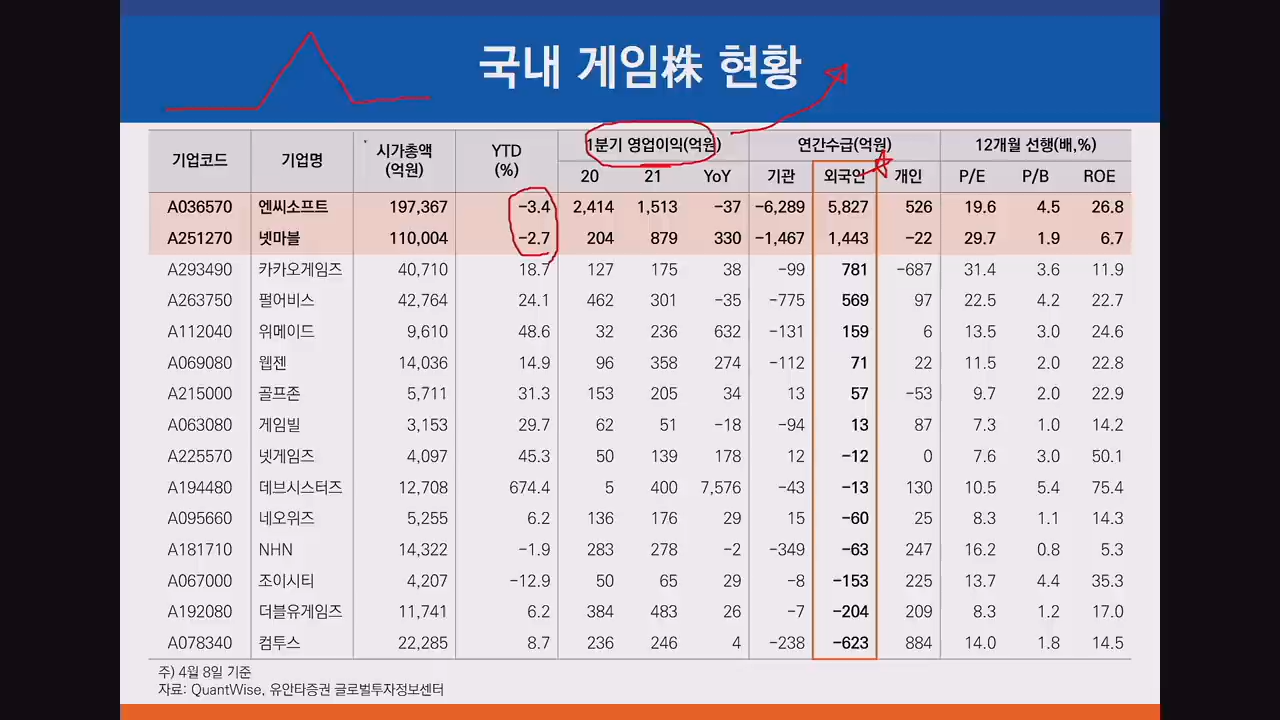 국내 게임株 현황
기업코드 기업명 시가총액 (억원) YTD (%) 1분기 영업이익(억원) 연간수급(억원) 12개월 선행(배,%)
20 21 YoY 기관 외국인 개인 P/E P/B ROE
A036570 엔씨소프트 197,367 -3.4 2,414 1,513 -37 -6,289 5,827 526 19.6 4.5 26.8
A251270 넷마블 110,004 -2.7 204 879 330 -1,467 1,443 -22 29.7 1.9 6.7
A293490 카카오게임즈 40,710 18.7 127 175 38 -99 781 -687 31.4 3.6 11.9
A263750 펄어비스 42,764 24.1 462 301 -35 -775 569 97 22.5 4.2 22.7
A112040 위메이드 9,610 48.6 32 236 632 -131 159 6 13.5 3.0 24.6
A069080 웹젠 14,036 14.9 96 358 274 -112 71 22 11.5 2.0 22.8
A215000 골프존 5,711 31.3 153 205 34 13 57 -53 9.7 2.0 22.9
A063080 게임빌 3,153 29.7 62 51 -18 -94 13 87 7.3 1.0 14.2
A225570 넷게임즈 4,097 45.3 50 139 178 12 -12 0 7.6 3.0 50.1
A194480 데브시스터즈 12,708 674.4 5 400 7,576 -43 -13 130 10.5 5.4 75.4
A095660 네오위즈 5,255 6.2 136 176 29 15 -60 25 8.3 1.1 14.3
A181710 NHN 14,322 -1.9 283 278 -2 -349 -63 247 16.2 0.8 5.3
A067000 조이시티 4,207 -12.9 50 65 29 -8 -153 225 13.7 4.4 35.3
A192080 더블유게임즈 11,741 6.2 384 483 26 -7 -204 209 8.3 1.2 17.0
A078340 컴투스 22,285 8.7 236 246 4 -238 -623 884 14.0 1.8 14.5
주) 4월 8일 기준
자료: QuantWise, 유안타증권 글로벌투자정보센터